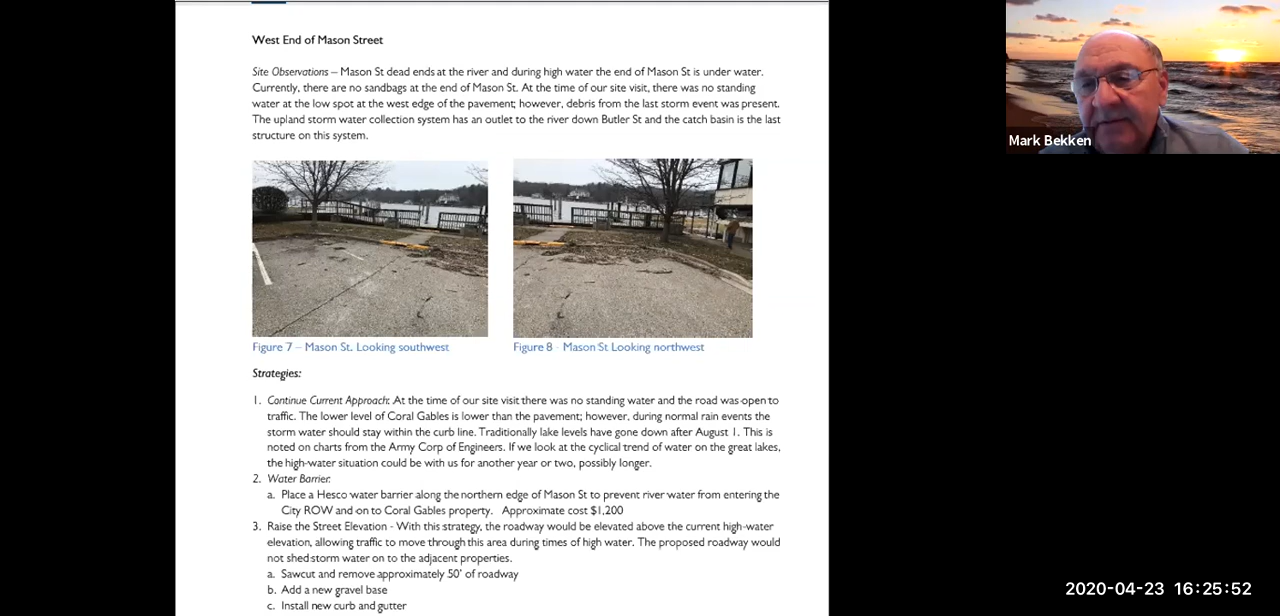 West End of Mason Street
Site Observations – Mason St dead ends at the river and during high water the end of Mason St is under water.
Currently, there are no sandbags at the end of Mason St. At the time of our site visit, there was no standing
water at the low spot at the west edge of the pavement; however, debris from the last storm event was present.
The upland storm water collection system has an outlet to the river down Butler St and the catch basin is the last
structure on this system.
Figure 7 – Mason St. Looking southwest
Figure 8 - Mason St Looking northwest
Strategies:
1. Continue Current Approach: At the time of our site visit there was no standing water and the road was open to
traffic. The lower level of Coral Gables is lower than the pavement; however, during normal rain events the
storm water should stay within the curb line. Traditionally lake levels have gone down after August 1. This is
noted on charts from the Army Corp of Engineers. If we look at the cyclical trend of water on the great lakes,
the high-water situation could be with us for another year or two, possibly longer.
2. Water Barrier:
a. Place a Hesco water barrier along the northern edge of Mason St to prevent river water from entering the
City ROW and on to Coral Gables property. Approximate cost $1,200
3. Raise the Street Elevation - With this strategy, the roadway would be elevated above the current high-water
elevation, allowing traffic to move through this area during times of high water. The proposed roadway would
not shed storm water on to the adjacent properties.
a. Sawcut and remove approximately 50' of roadway
b. Add a new gravel base
c. Install new curb and gutter
Mark Bekken
2020-04-23 16:25:52